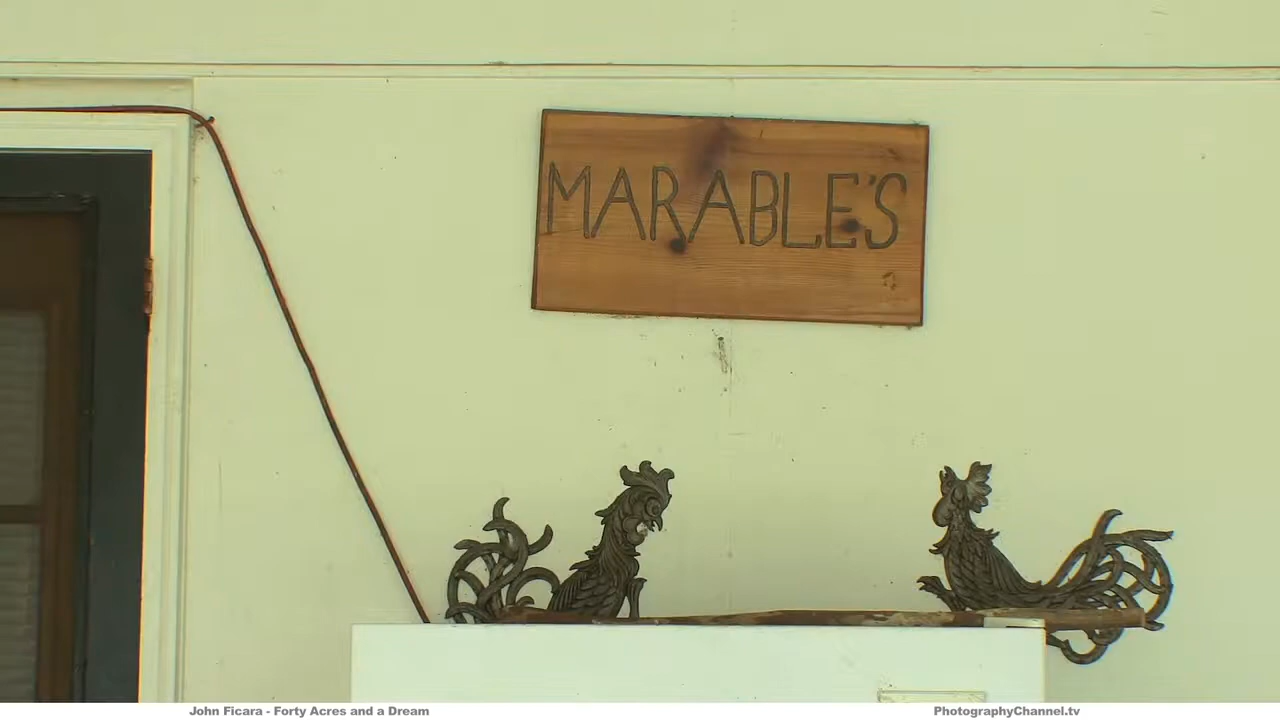 MARABLE'S
John Ficara - Forty Acres and a Dream
PhotographyChannel.tv